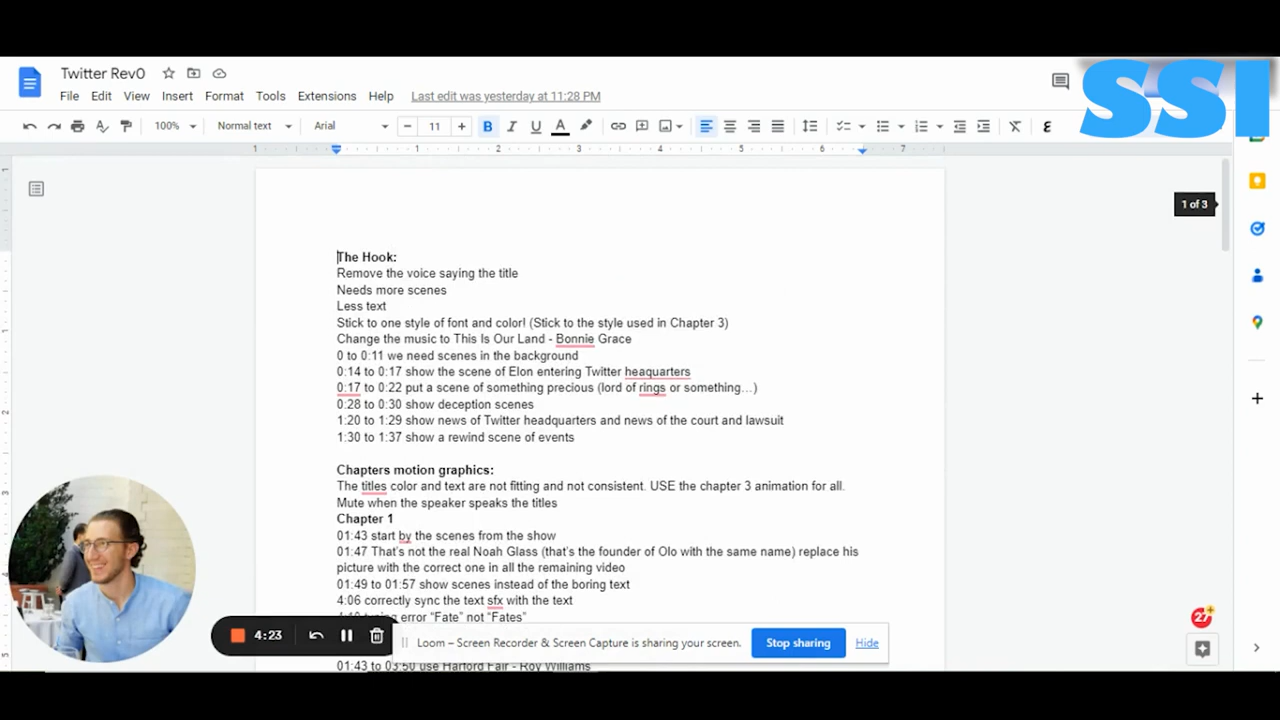 SSI
Twitter Rev0
File Edit View Insert Format Tools Extensions Help Last edit was yesterday at 11:28 PM
100% Normal text Arial 11 B I U A
1 1 2 3 4 5 6 7
1 of 3
The Hook:
Remove the voice saying the title
Needs more scenes
Less text
Stick to one style of font and color! (Stick to the style used in Chapter 3)
Change the music to This Is Our Land - Bonnie Grace
0 to 0:11 we need scenes in the background
0:14 to 0:17 show the scene of Elon entering Twitter heaquarters
0:17 to 0:22 put a scene of something precious (lord of rings or something…)
0:28 to 0:30 show deception scenes
1:20 to 1:29 show news of Twitter headquarters and news of the court and lawsuit
1:30 to 1:37 show a rewind scene of events
Chapters motion graphics:
The titles color and text are not fitting and not consistent. USE the chapter 3 animation for all.
Mute when the speaker speaks the titles
Chapter 1
01:43 start by the scenes from the show
01:47 That's not the real Noah Glass (that's the founder of Olo with the same name) replace his
picture with the correct one in all the remaining video
01:49 to 01:57 show scenes instead of the boring text
4:06 correctly sync the text sfx with the text
typing error “Fate” not “Fates”
27
4:23
Loom – Screen Recorder & Screen Capture is sharing your screen. Stop sharing Hide
01:43 to 03:50 use Harford Fair - Roy Williams